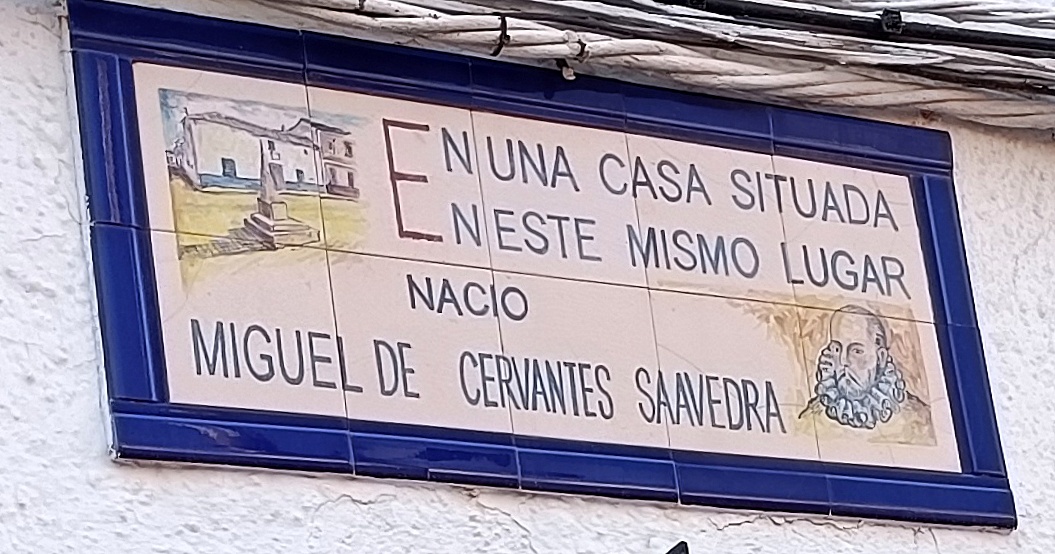 EN UNA CASA SITUADA
EN ESTE MISMO LUGAR
NACIO
MIGUEL DE CERVANTES SAAVEDRA